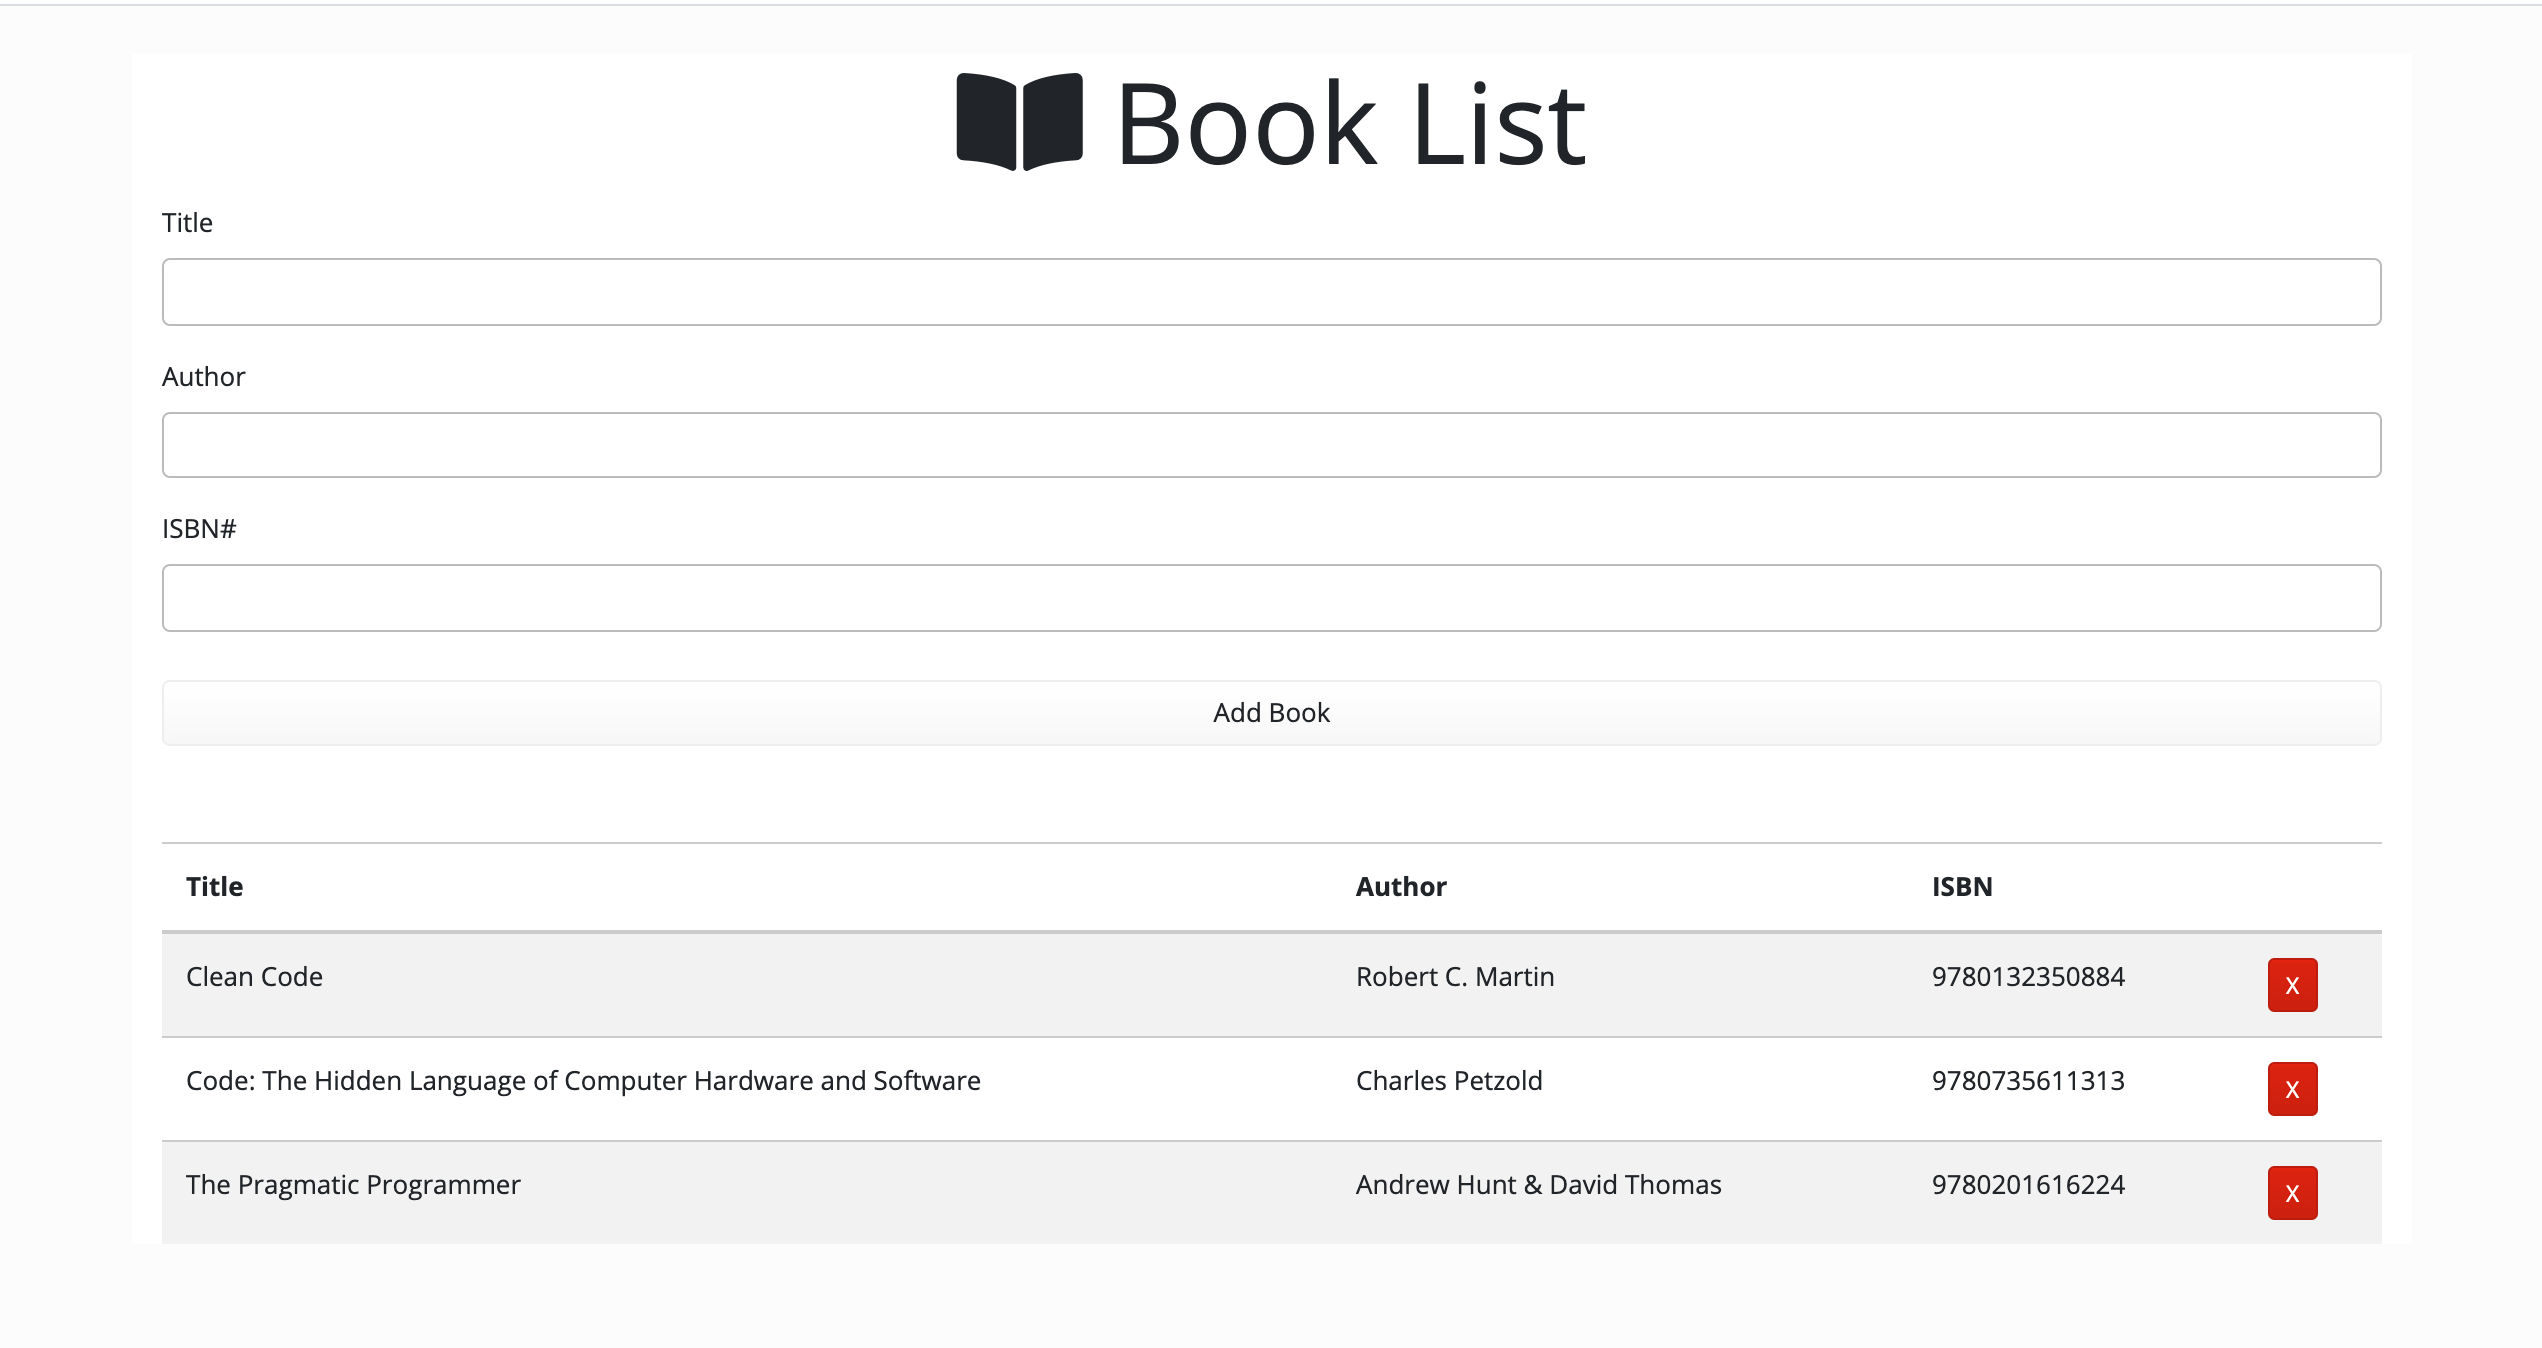 Book List
Title
Author
ISBN#
Add Book
Title Author ISBN
Clean Code Robert C. Martin 9780132350884 X
Code: The Hidden Language of Computer Hardware and Software Charles Petzold 9780735611313 X
The Pragmatic Programmer Andrew Hunt & David Thomas 9780201616224 X